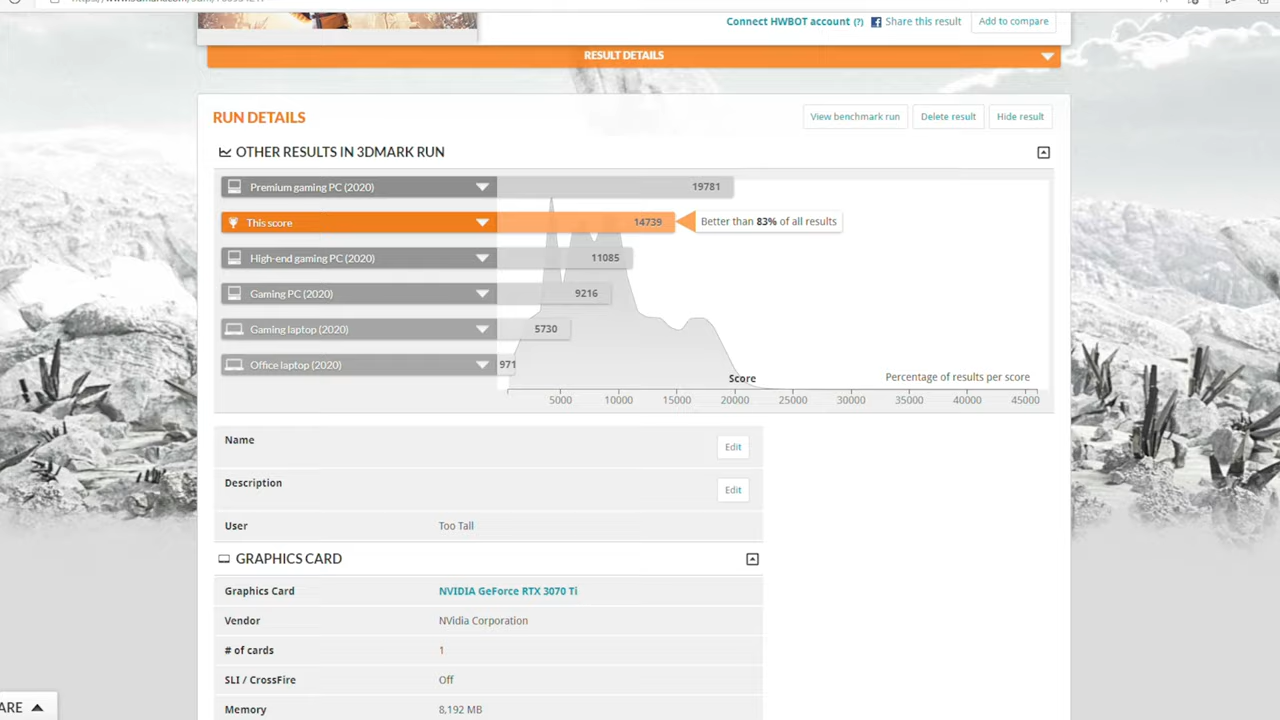 Connect HWBOT account (?) Share this result Add to compare
RESULT DETAILS
RUN DETAILS View benchmark run Delete result Hide result
OTHER RESULTS IN 3DMARK RUN
Premium gaming PC (2020) 19781
This score 14739 Better than 83% of all results
High-end gaming PC (2020) 11085
Gaming PC (2020) 9216
Gaming laptop (2020) 5730
Office laptop (2020) 971
Score Percentage of results per score
5000 10000 15000 20000 25000 30000 35000 40000 45000
Name Edit
Description Edit
User Too Tall
GRAPHICS CARD
Graphics Card NVIDIA GeForce RTX 3070 Ti
Vendor NVidia Corporation
# of cards 1
SLI / CrossFire Off
ARE
Memory 8,192 MB